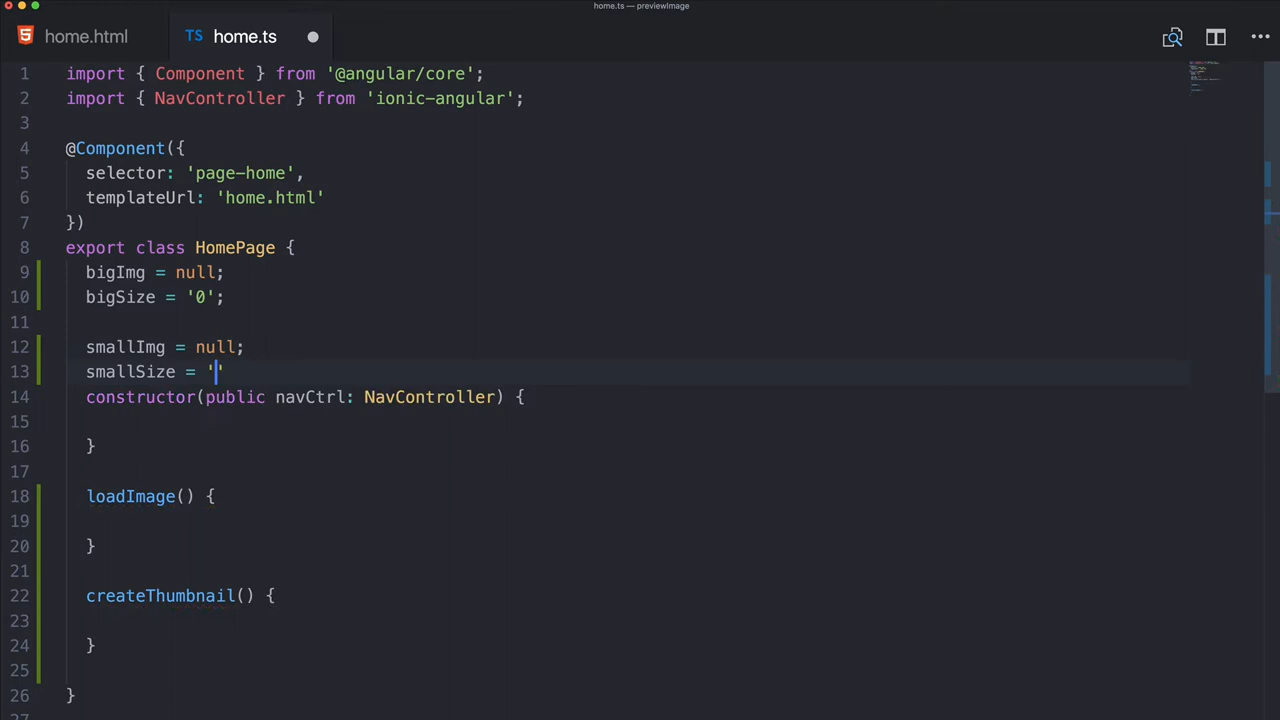 home.ts — previewImage
home.html
TS home.ts
1 import { Component } from '@angular/core';
2 import { NavController } from 'ionic-angular';
3
4 @Component({
5   selector: 'page-home',
6   templateUrl: 'home.html'
7 })
8 export class HomePage {
9   bigImg = null;
10   bigSize = '0';
11
12   smallImg = null;
13   smallSize = ''
14   constructor(public navCtrl: NavController) {
15
16   }
17
18   loadImage() {
19
20   }
21
22   createThumbnail() {
23
24   }
25
26 }
27